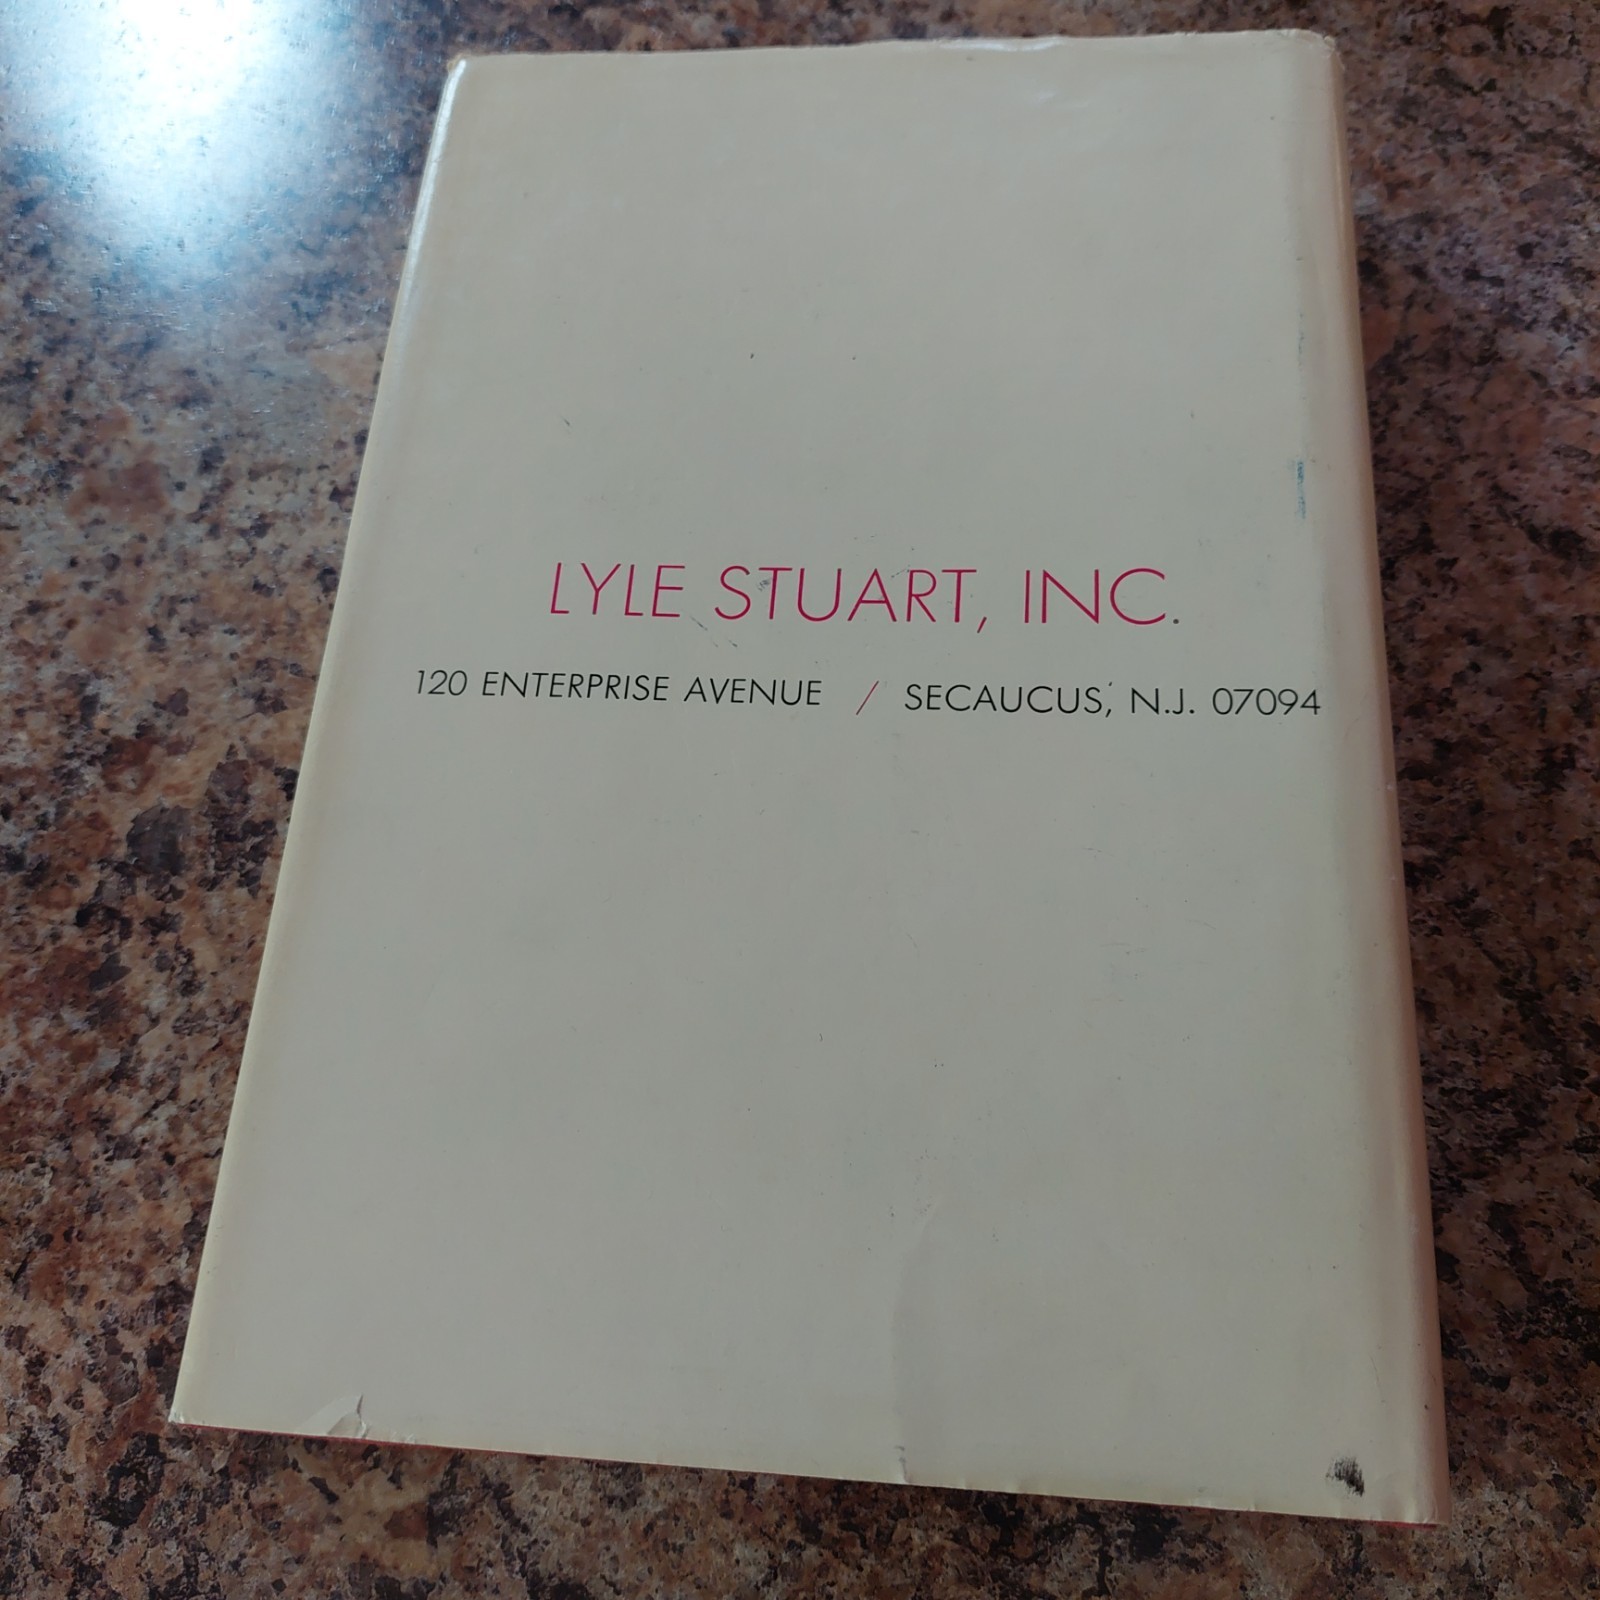 LYLE STUART, INC.
120 ENTERPRISE AVENUE / SECAUCUS, N.J. 07094